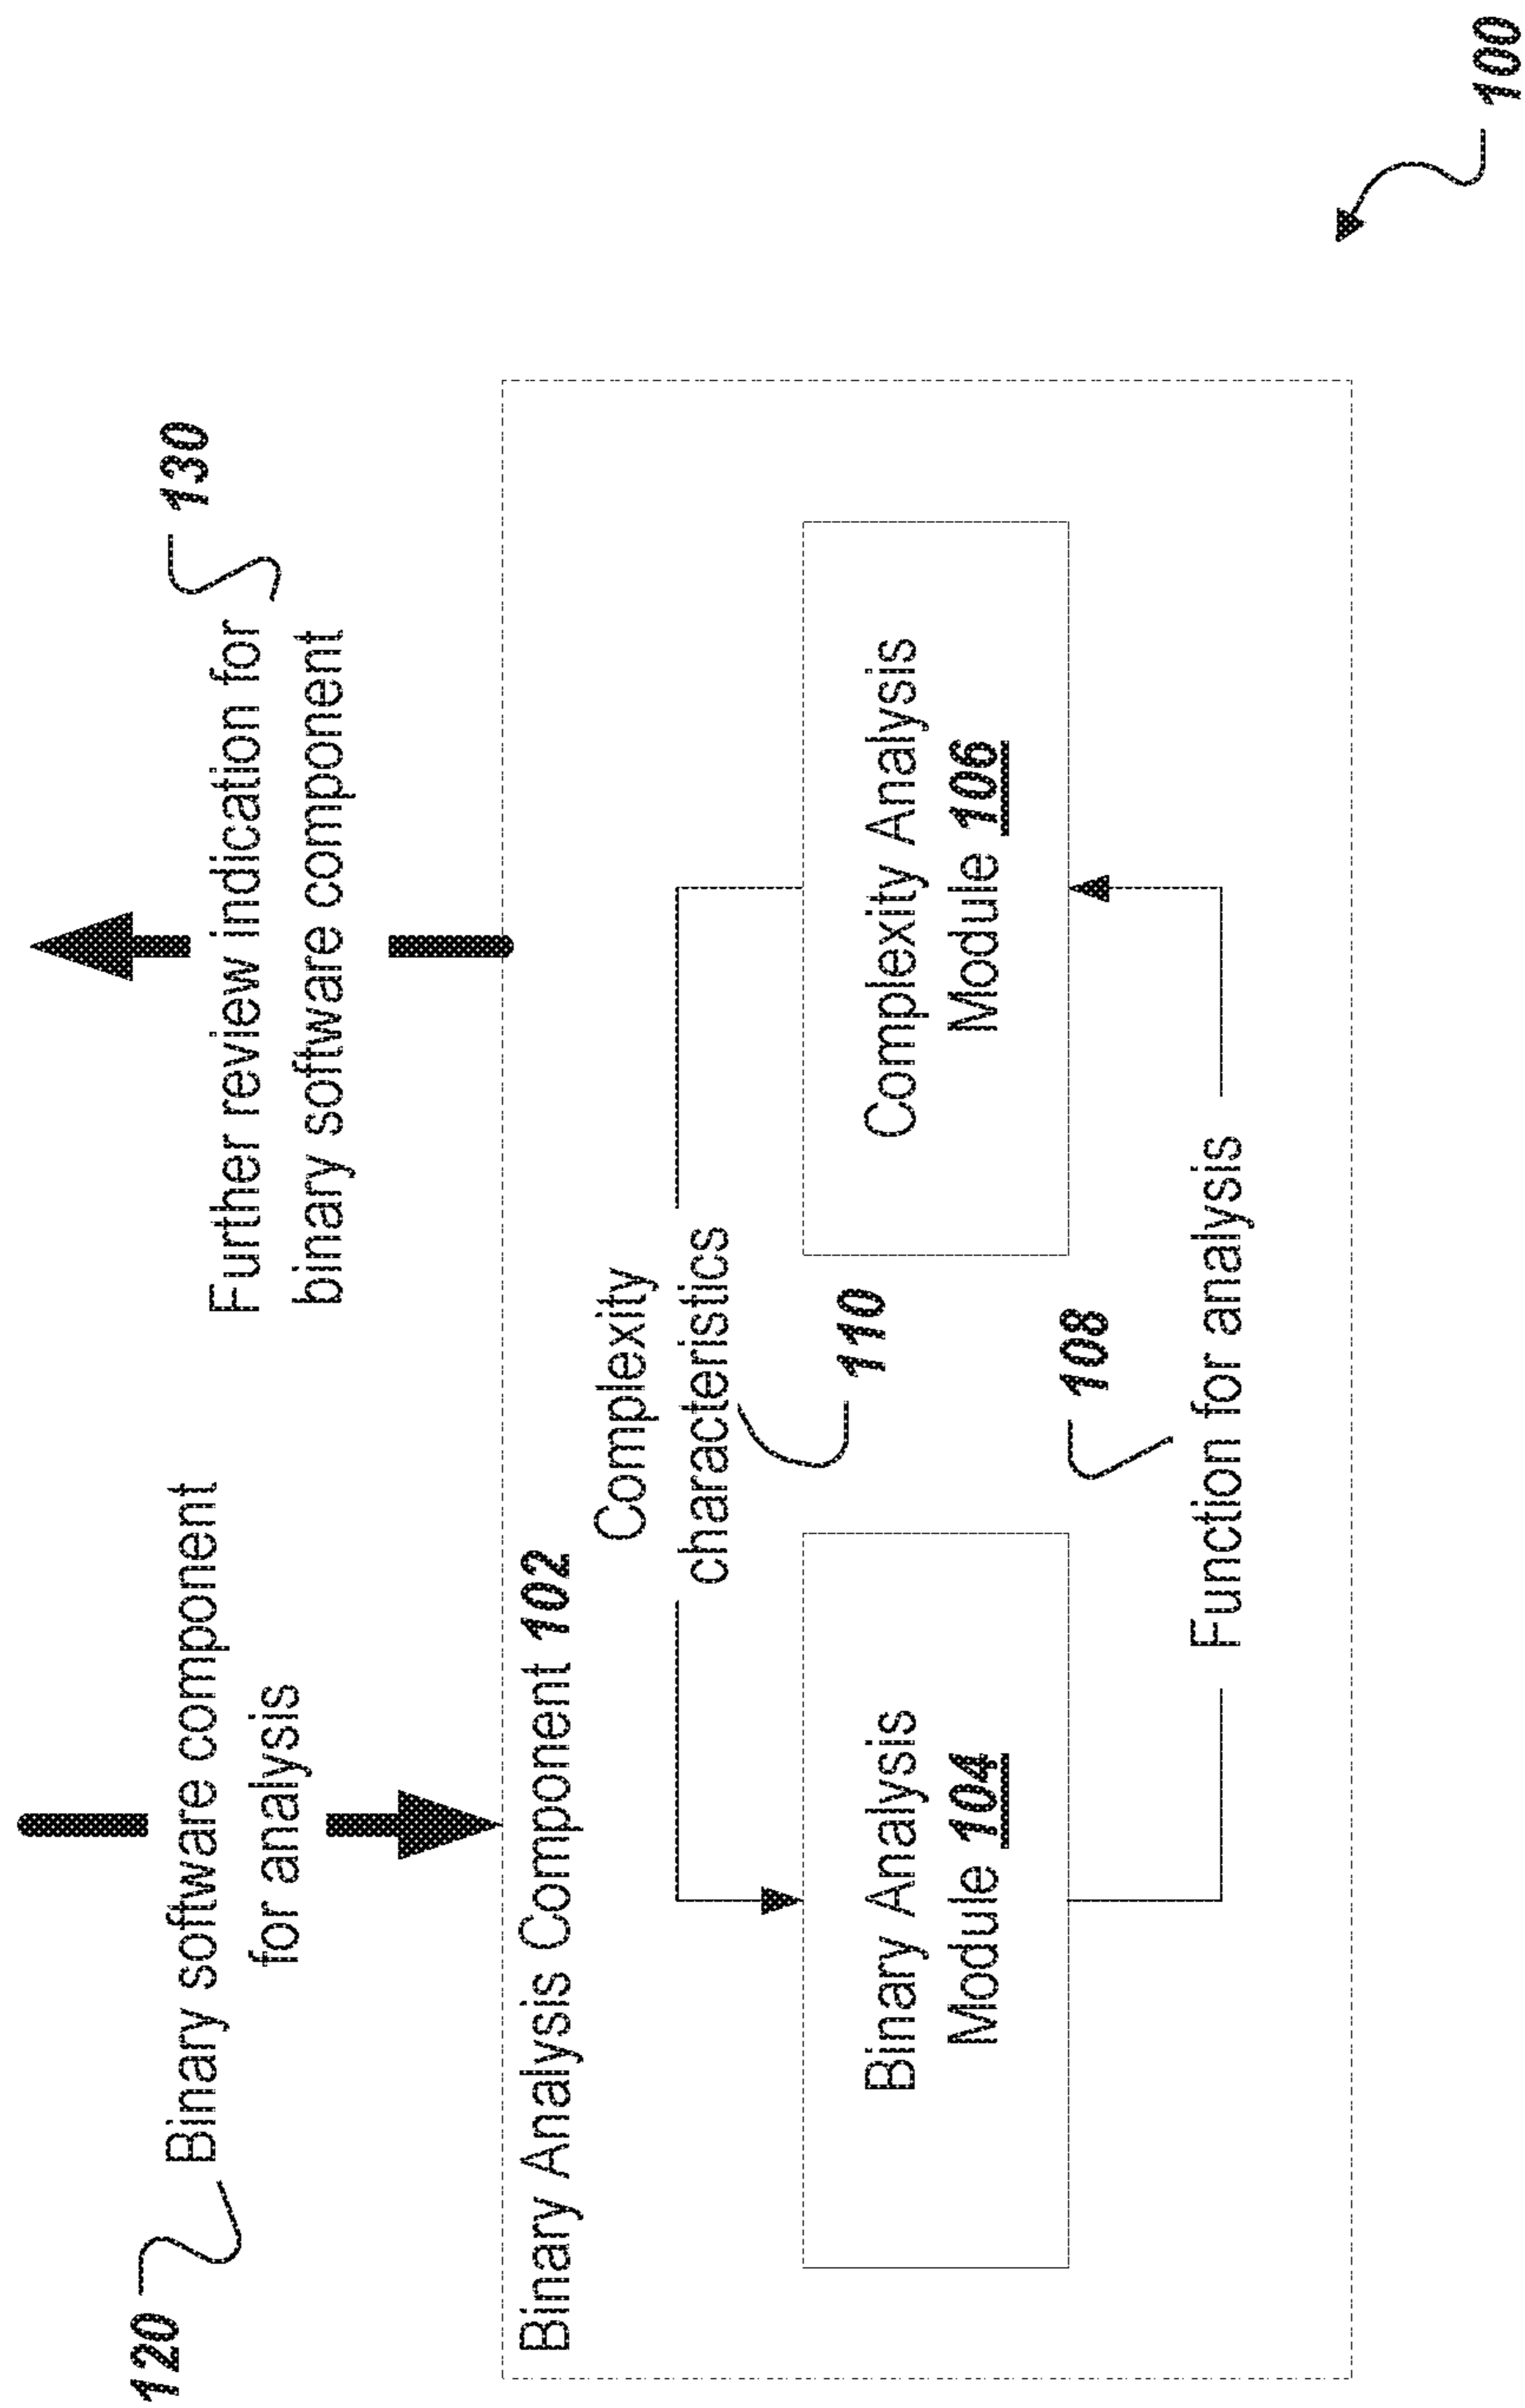 120
Binary software component
for analysis
Further review indication for
binary software component
130
Binary Analysis Component 102
Complexity
characteristics
110
Binary Analysis
Module 104
Complexity Analysis
Module 106
108
Function for analysis
100